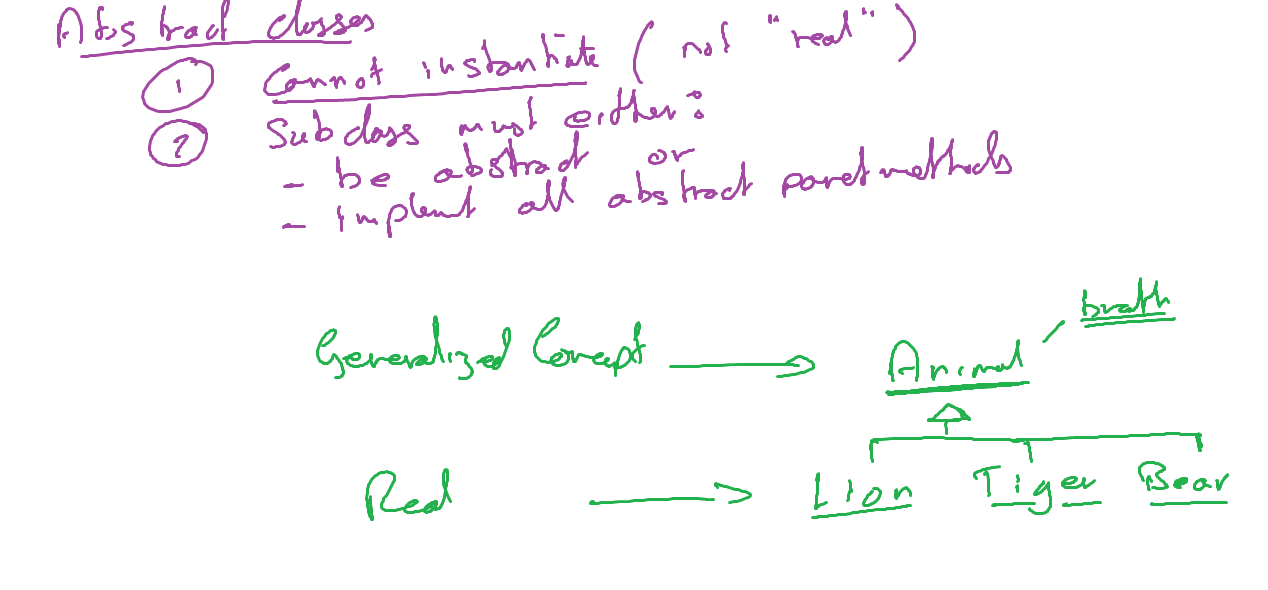 Abstract classes
1 Cannot instantiate (not "real")
2 Subclass must either:
- be abstract or
- implement all abstract parent methods
breath
Generalized Concept → Animal
Real → Lion Tiger Bear